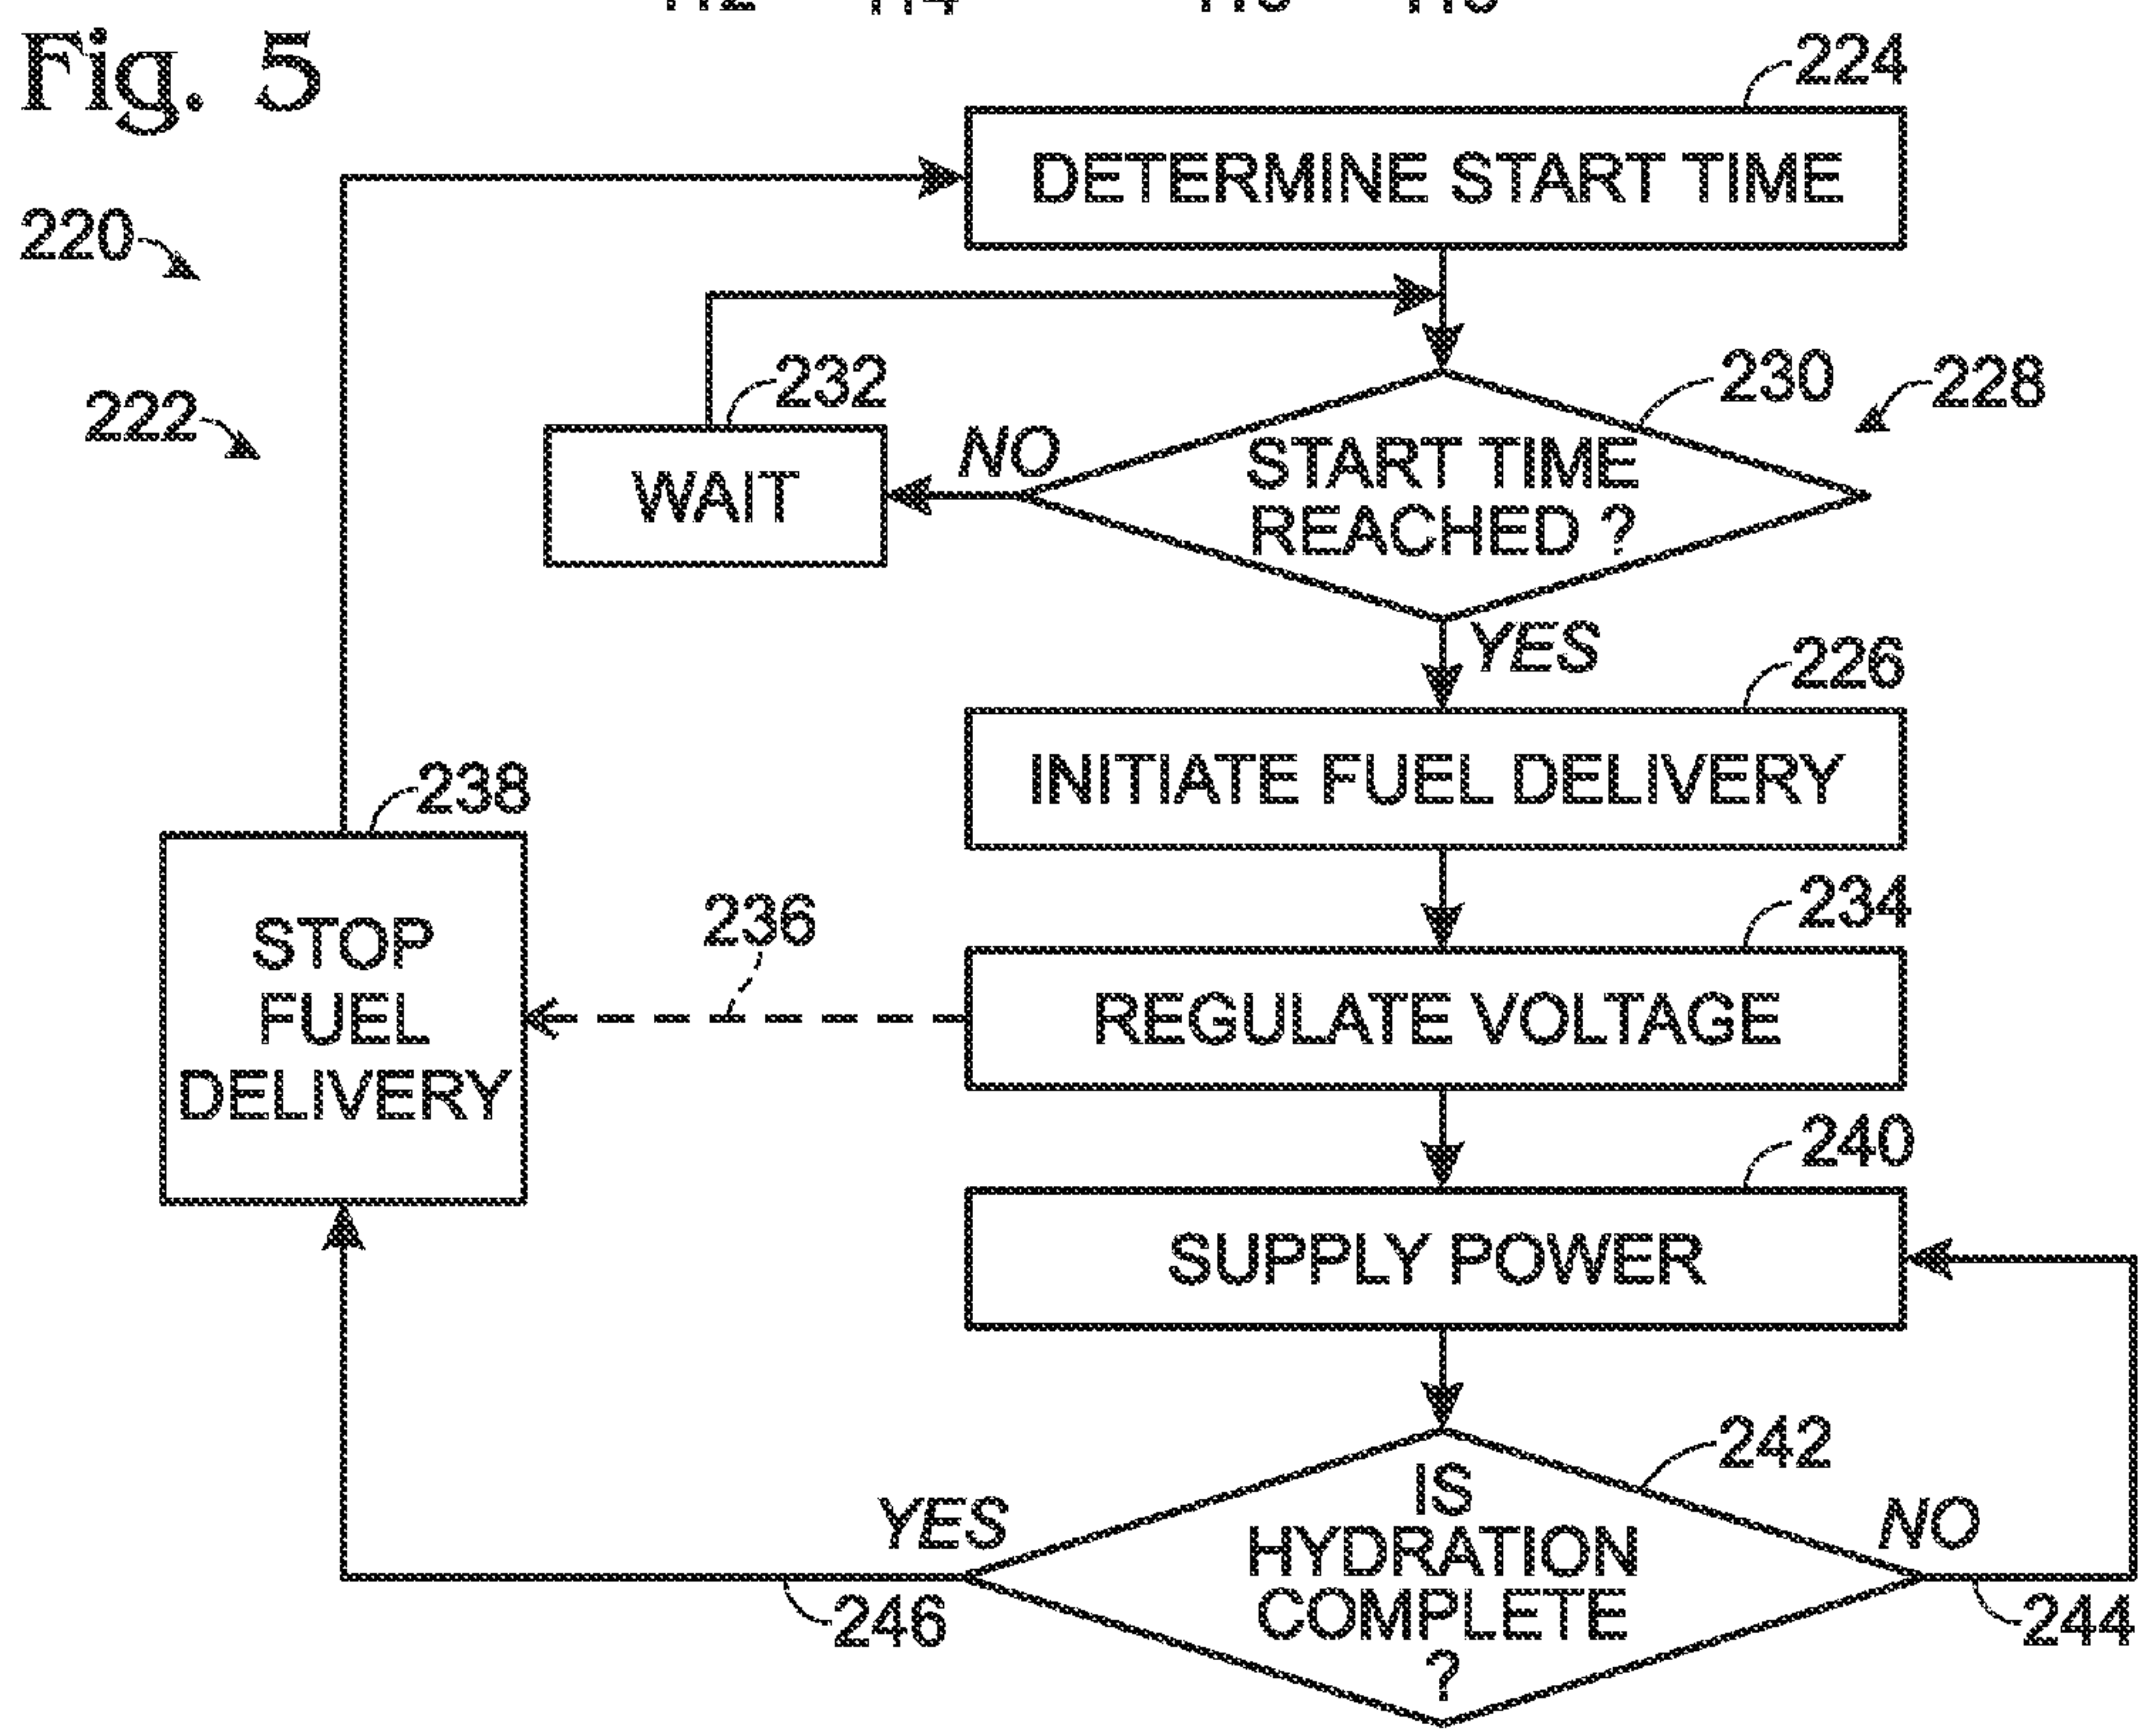 Fig. 5
224
DETERMINE START TIME
220
232
230
228
222
NO
START TIME
REACHED ?
WAIT
YES
226
INITIATE FUEL DELIVERY
238
234
236
STOP
FUEL
DELIVERY
REGULATE VOLTAGE
240
SUPPLY POWER
242
YES
IS
HYDRATION
COMPLETE
?
NO
246
244